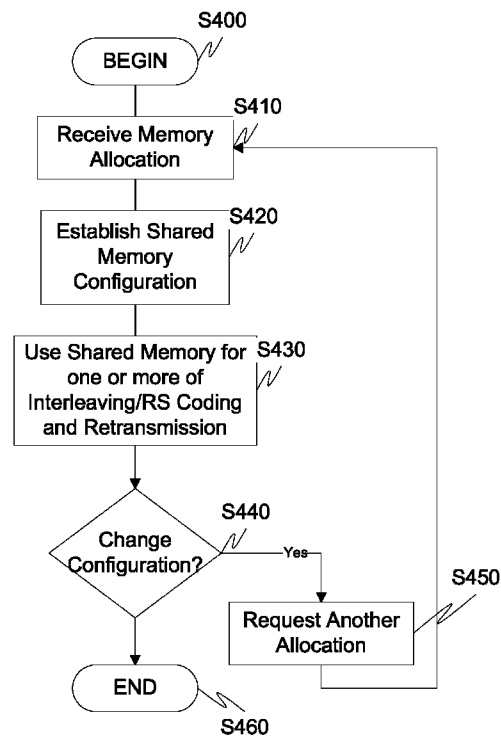 S400
BEGIN
S410
Receive Memory
Allocation
S420
Establish Shared
Memory
Configuration
S430
Use Shared Memory for
one or more of
Interleaving/RS Coding
and Retransmission
S440
Change
Configuration?
Yes
S450
Request Another
Allocation
END
S460